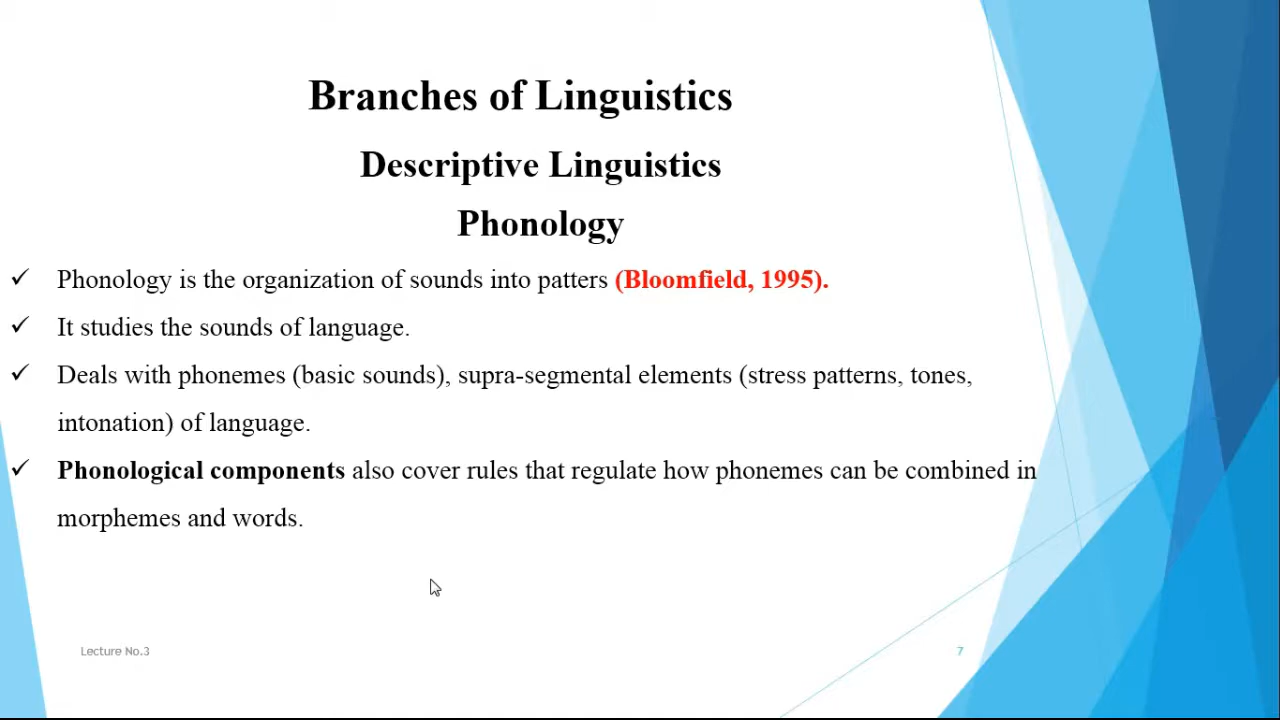 Branches of Linguistics
Descriptive Linguistics
Phonology
✓ Phonology is the organization of sounds into patters (Bloomfield, 1995).
✓ It studies the sounds of language.
✓ Deals with phonemes (basic sounds), supra-segmental elements (stress patterns, tones,
intonation) of language.
✓ Phonological components also cover rules that regulate how phonemes can be combined in
morphemes and words.
Lecture No.3
7